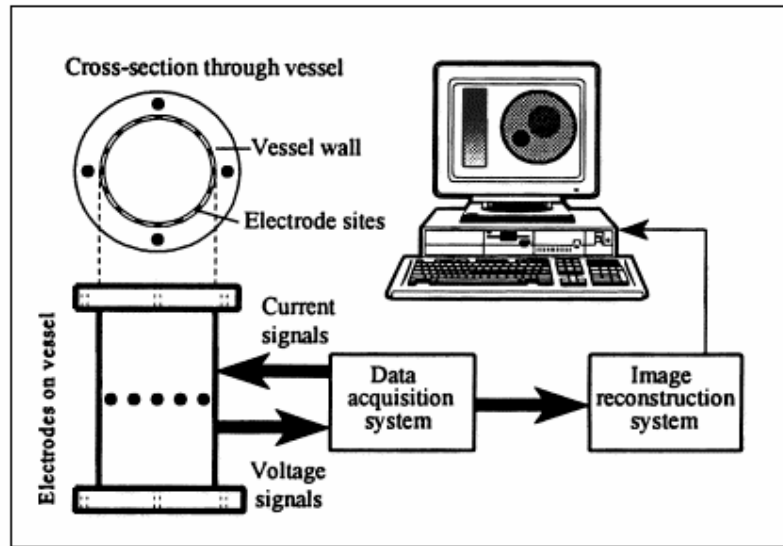 Cross-section through vessel
Vessel wall
Electrode sites
Electrodes on vessel
Current
signals
Data
acquisition
system
Image
reconstruction
system
Voltage
signals